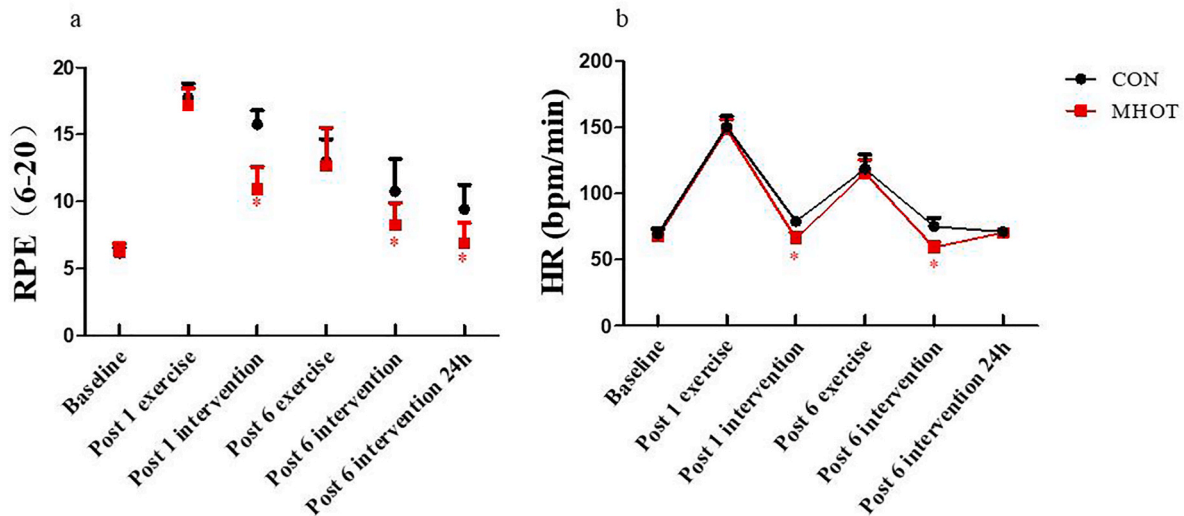 a
RPE（6-20）
20
15
10
5
0
*
*
*
Baseline
Post 1 exercise
Post 1 intervention
Post 6 exercise
Post 6 intervention
Post 6 intervention 24h
b
HR (bpm/min)
200
150
100
50
0
*
*
Baseline
Post 1 exercise
Post 1 intervention
Post 6 exercise
Post 6 intervention
Post 6 intervention 24h
CON
MHOT